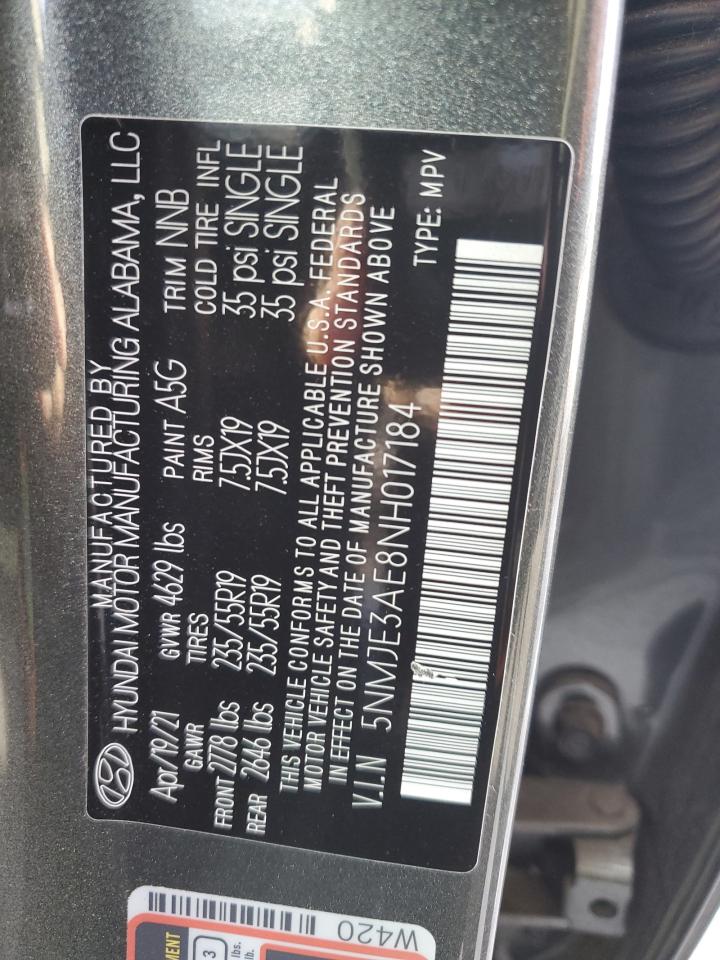 MANUFACTURED BY
HYUNDAI MOTOR MANUFACTURING ALABAMA, LLC
Apr/19/21 GVWR 4629 lbs PAINT A5G TRIM NNB
GAWR TIRES RIMS COLD TIRE INFL
FRONT 2778 lbs 235/55R19 7.5JX19 35 psi SINGLE
REAR 2646 lbs 235/55R19 7.5JX19 35 psi SINGLE
THIS VEHICLE CONFORMS TO ALL APPLICABLE U.S.A. FEDERAL
MOTOR VEHICLE SAFETY AND THEFT PREVENTION STANDARDS
IN EFFECT ON THE DATE OF MANUFACTURE SHOWN ABOVE
V.I.N 5NMJE3AE8NH017184
TYPE: MPV
W420
3
lbs.